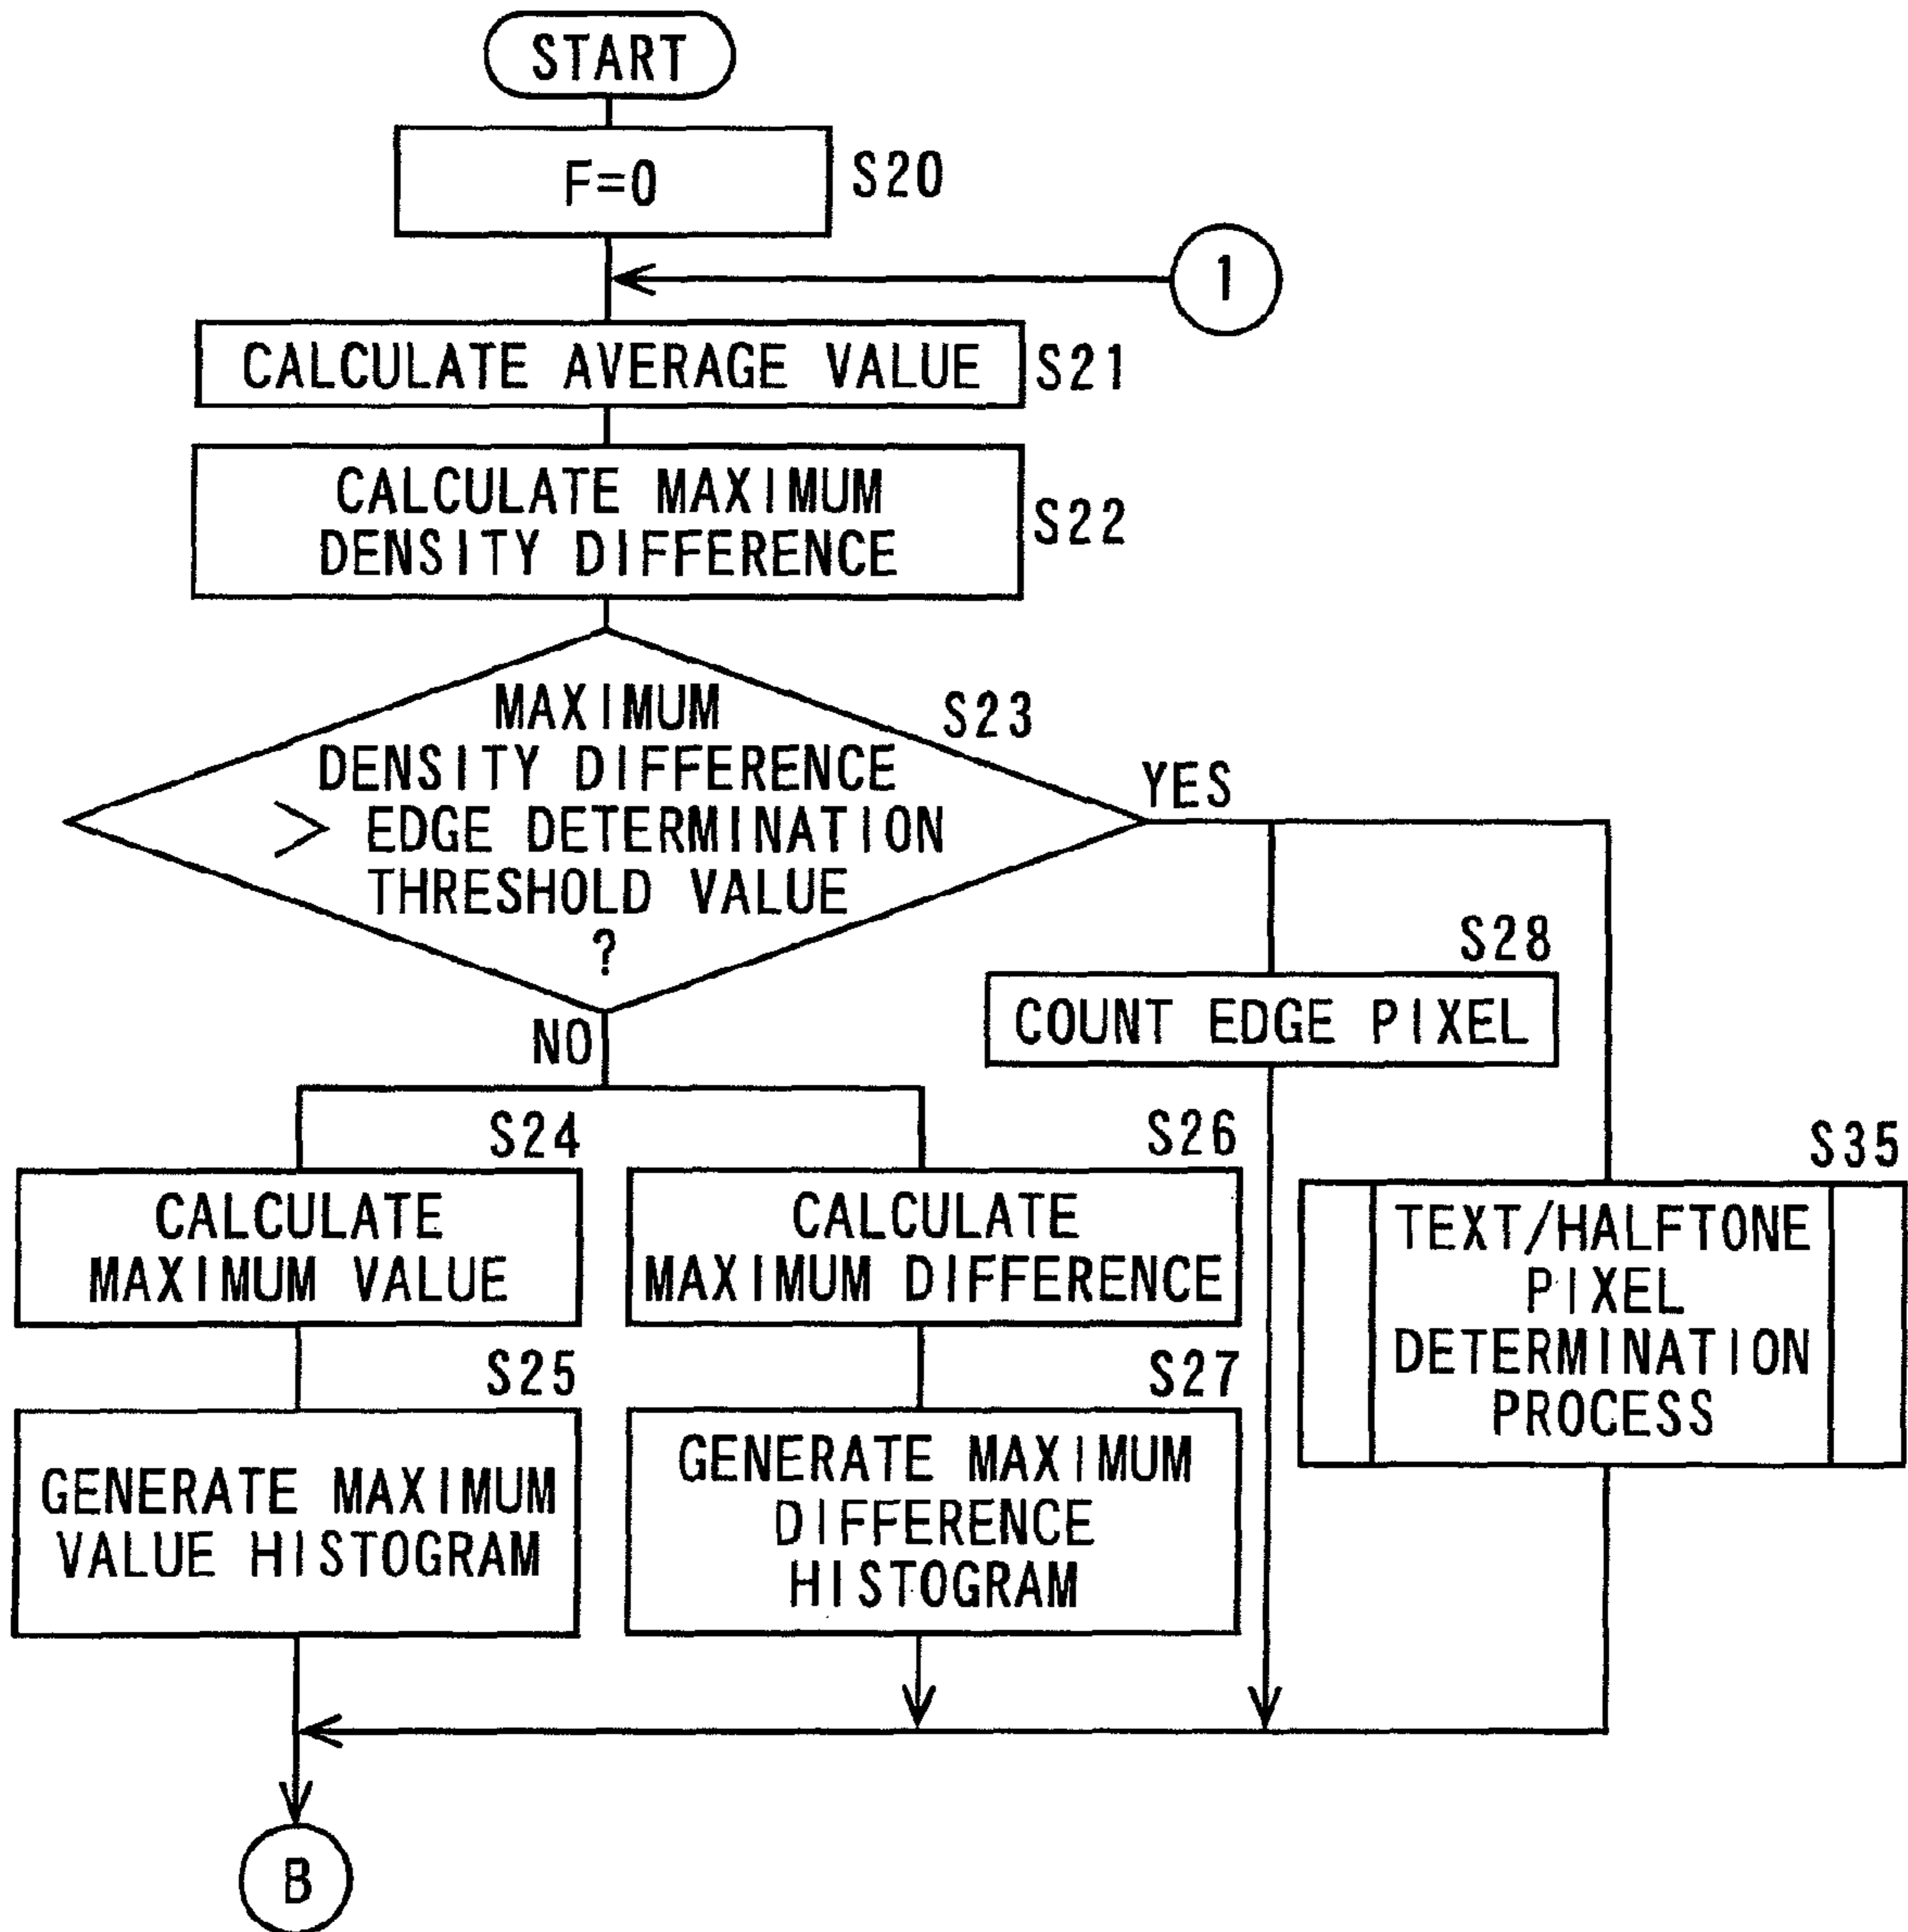 START
F=0
S20
1
CALCULATE AVERAGE VALUE
S21
CALCULATE MAXIMUM
DENSITY DIFFERENCE
S22
MAXIMUM
DENSITY DIFFERENCE
> EDGE DETERMINATION
THRESHOLD VALUE
?
S23
YES
NO
S28
COUNT EDGE PIXEL
S24
CALCULATE
MAXIMUM VALUE
S26
CALCULATE
MAXIMUM DIFFERENCE
S35
TEXT/HALFTONE
PIXEL
DETERMINATION
PROCESS
S25
GENERATE MAXIMUM
VALUE HISTOGRAM
S27
GENERATE MAXIMUM
DIFFERENCE
HISTOGRAM
B